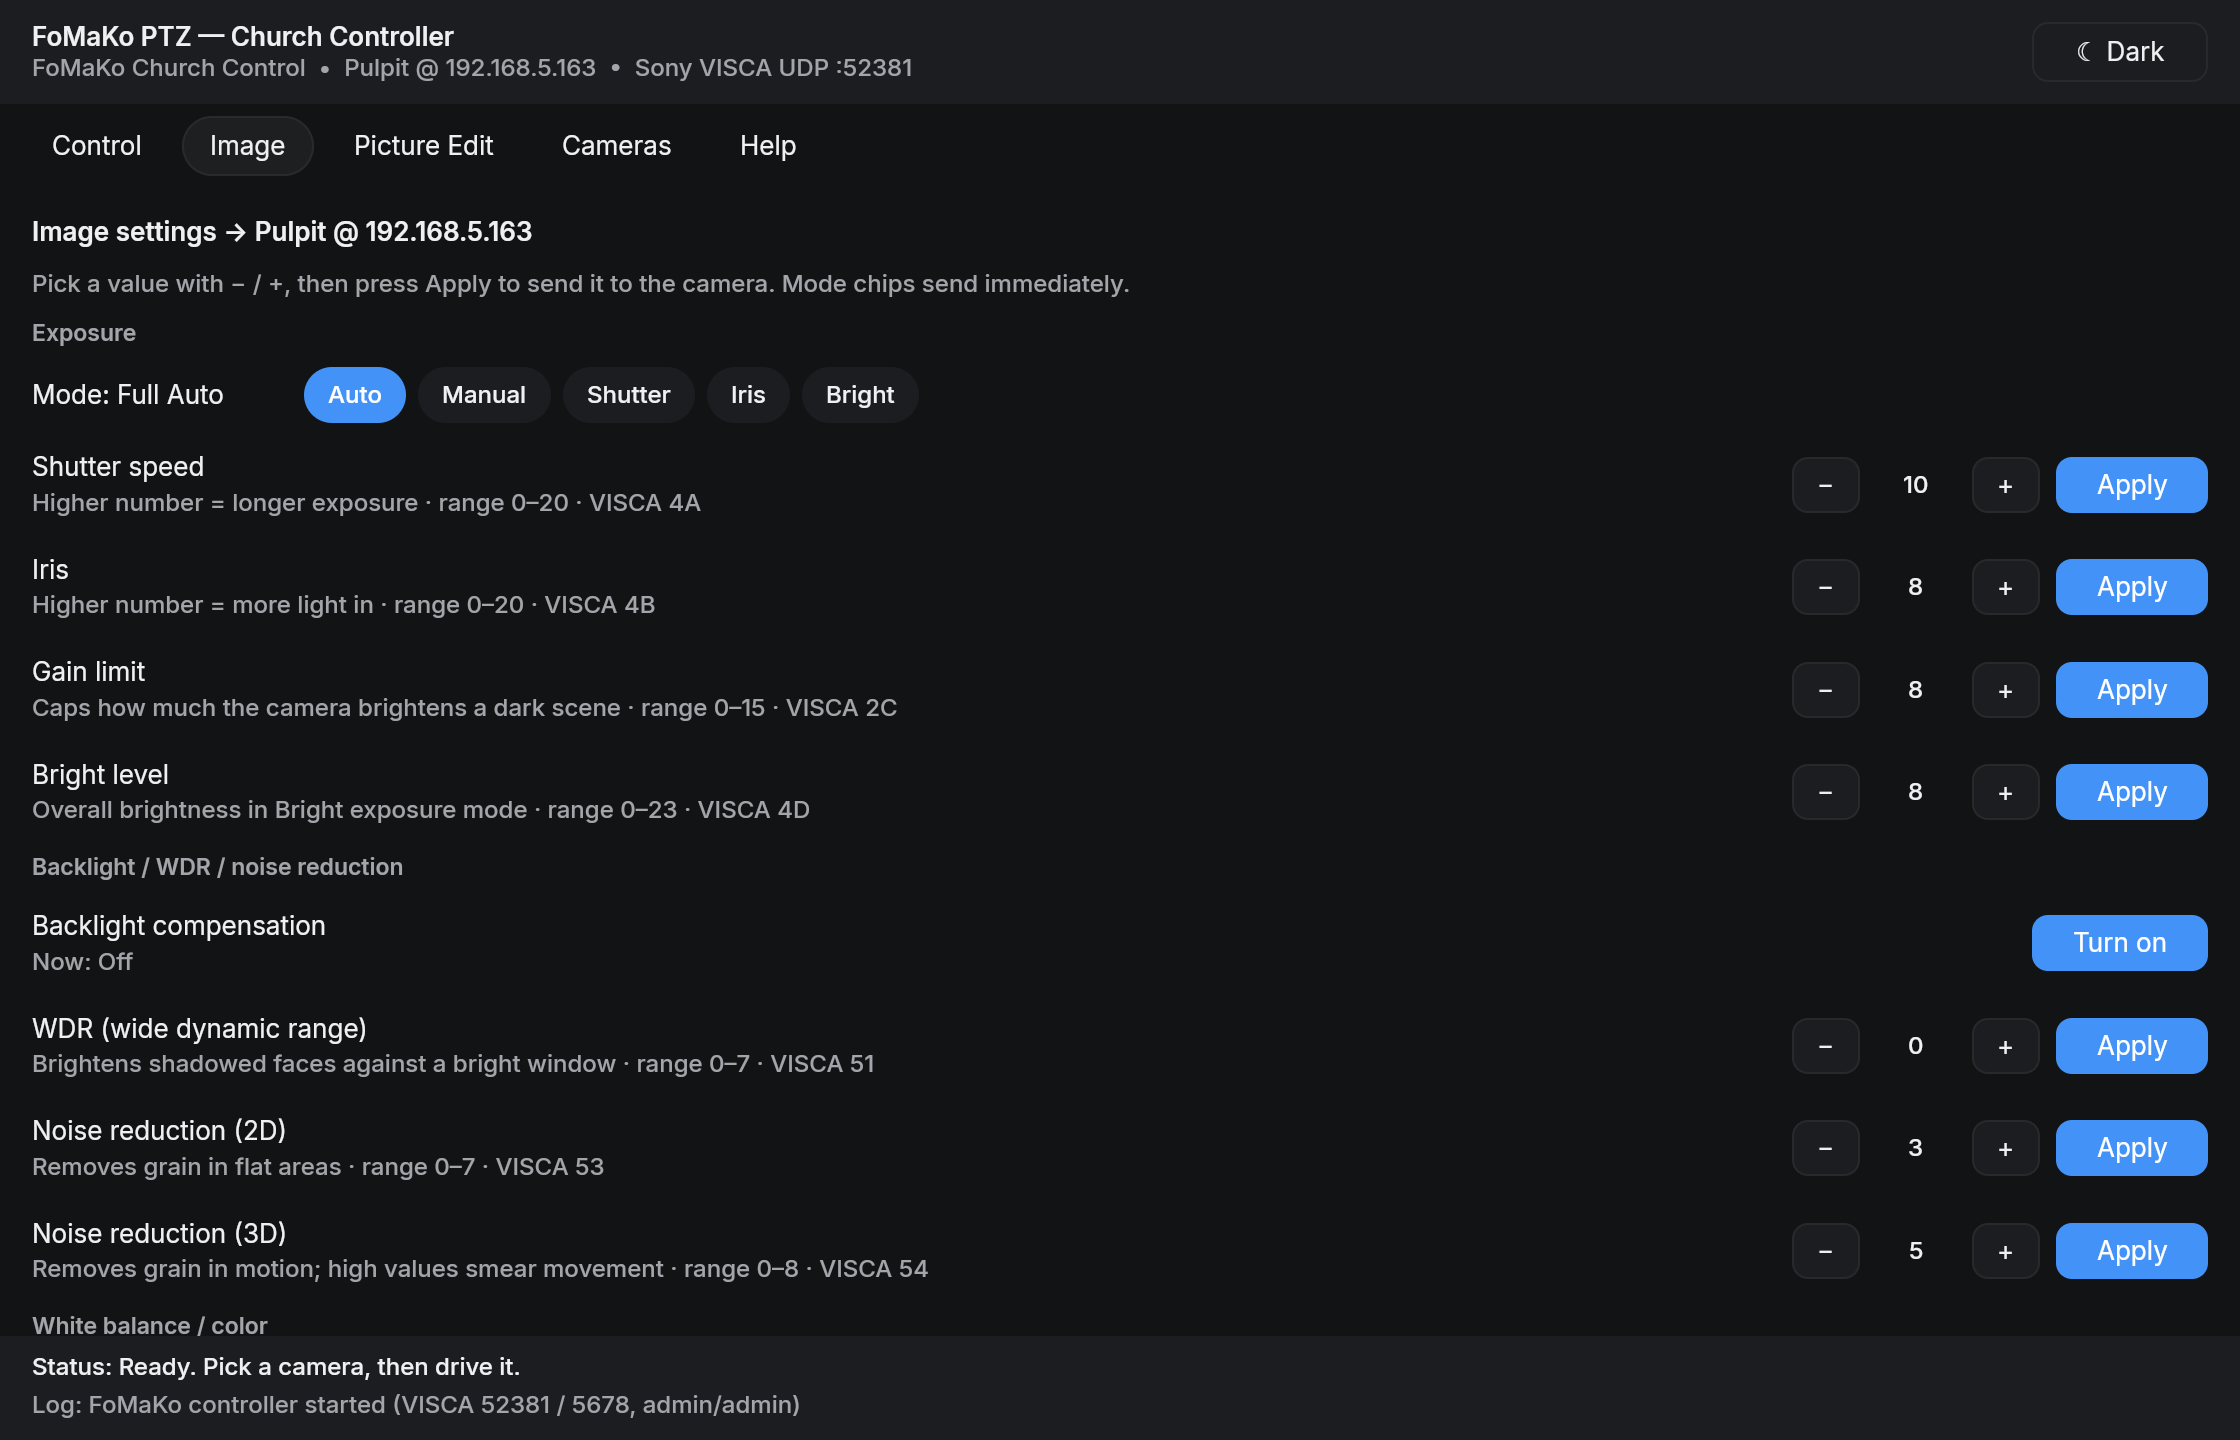 FoMaKo PTZ — Church Controller
FoMaKo Church Control • Pulpit @ 192.168.5.163 • Sony VISCA UDP :52381
☾ Dark
Control Image Picture Edit Cameras Help
Image settings → Pulpit @ 192.168.5.163
Pick a value with − / +, then press Apply to send it to the camera. Mode chips send immediately.
Exposure
Mode: Full Auto Auto Manual Shutter Iris Bright
Shutter speed
Higher number = longer exposure · range 0–20 · VISCA 4A
− 10 + Apply
Iris
Higher number = more light in · range 0–20 · VISCA 4B
− 8 + Apply
Gain limit
Caps how much the camera brightens a dark scene · range 0–15 · VISCA 2C
− 8 + Apply
Bright level
Overall brightness in Bright exposure mode · range 0–23 · VISCA 4D
− 8 + Apply
Backlight / WDR / noise reduction
Backlight compensation
Now: Off
Turn on
WDR (wide dynamic range)
Brightens shadowed faces against a bright window · range 0–7 · VISCA 51
− 0 + Apply
Noise reduction (2D)
Removes grain in flat areas · range 0–7 · VISCA 53
− 3 + Apply
Noise reduction (3D)
Removes grain in motion; high values smear movement · range 0–8 · VISCA 54
− 5 + Apply
White balance / color
Status: Ready. Pick a camera, then drive it.
Log: FoMaKo controller started (VISCA 52381 / 5678, admin/admin)